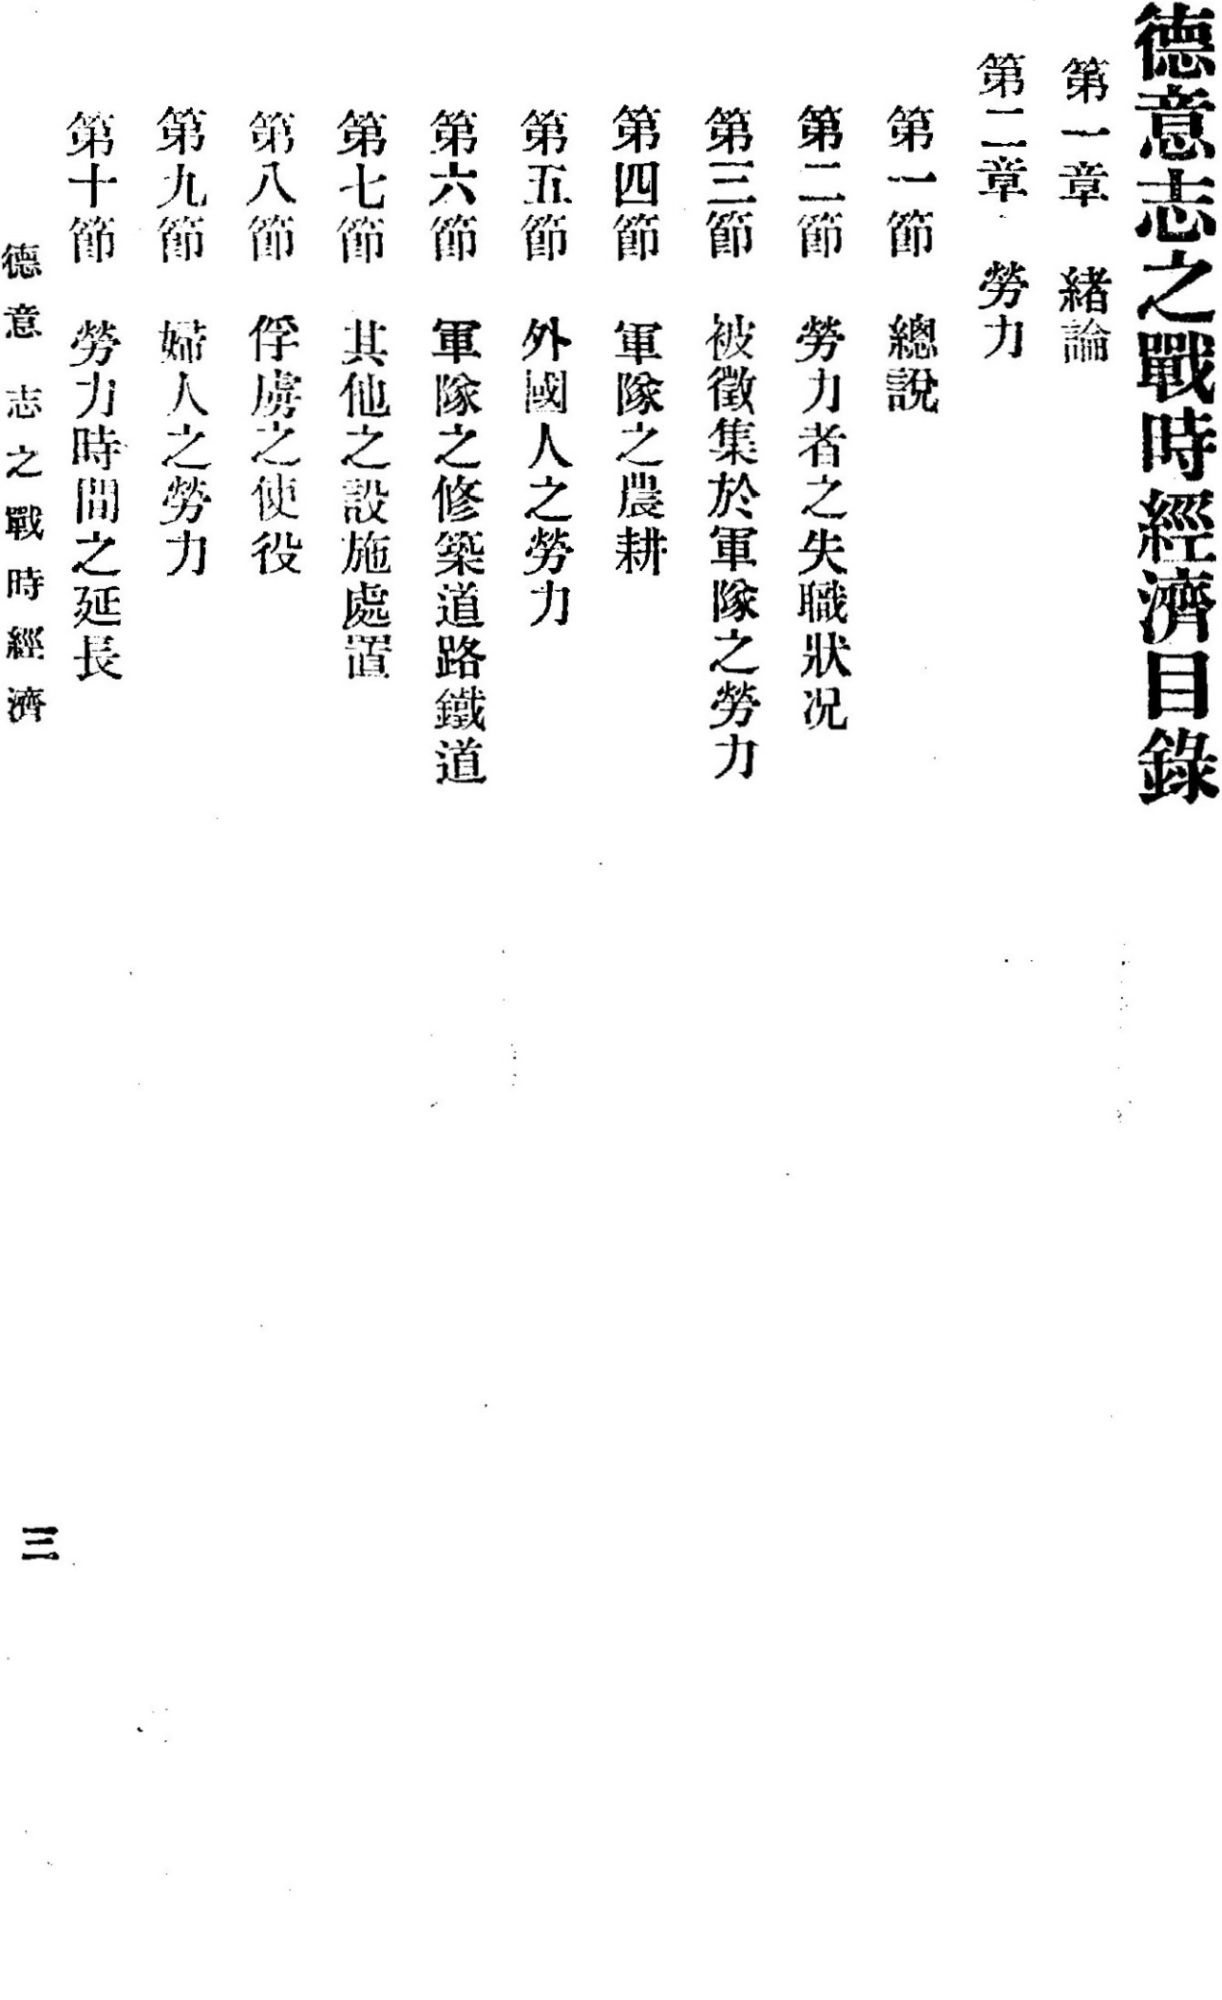 德意志之戰時經濟目錄
第一章 緒論
第二章 勞力
第一節 總說
第二節 勞力者之失職狀况
第三節 被徵集於軍隊之勞力
第四節 軍隊之農耕
第五節 外國人之勞力
第六節 軍隊之修築道路鐵道
第七節 其他之設施處置
第八節 俘虜之使役
第九節 婦人之勞力
第十節 勞力時間之延長
德意志之戰時經濟
三